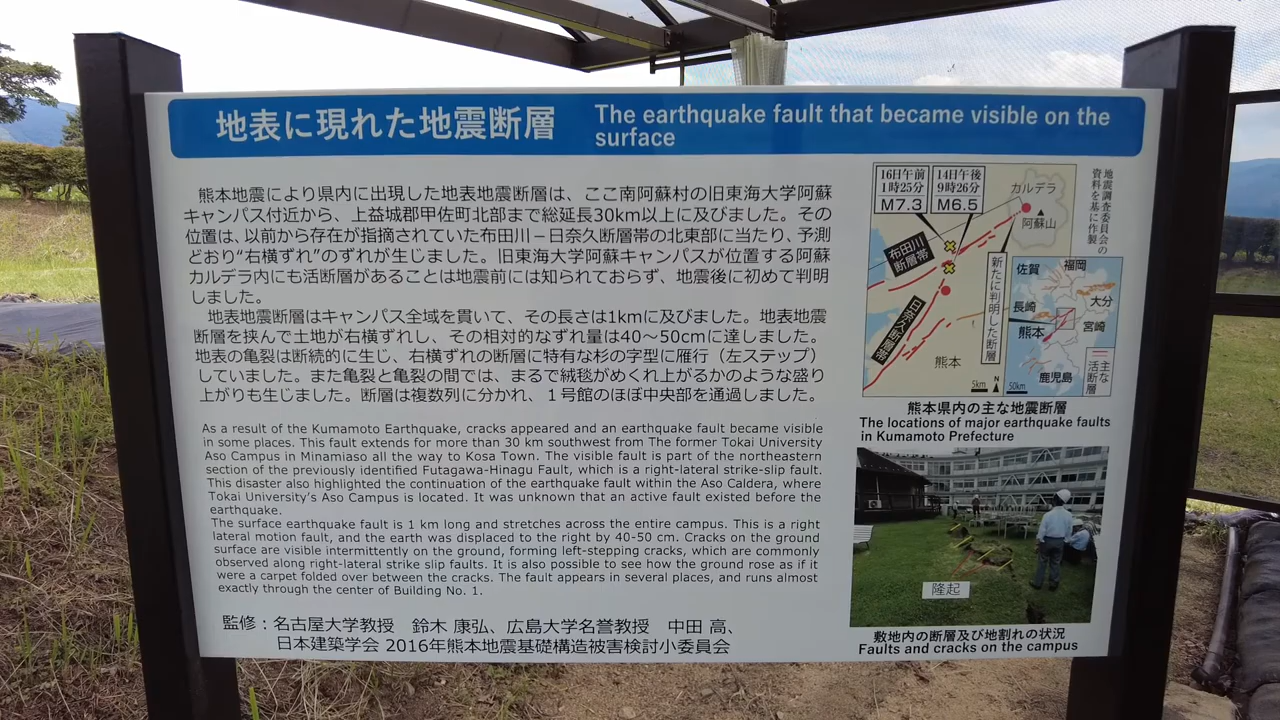 地表に現れた地震断層
The earthquake fault that became visible on the
surface
熊本地震により県内に出現した地表地震断層は、ここ南阿蘇村の旧東海大学阿蘇
キャンパス付近から、上益城郡甲佐町北部まで総延長30km以上に及びました。その
位置は、以前から存在が指摘されていた布田川－日奈久断層帯の北東部に当たり、予測
どおり“右横ずれ”のずれが生じました。旧東海大学阿蘇キャンパスが位置する阿蘇
カルデラ内にも活断層があることは地震前には知られておらず、地震後に初めて判明
しました。
地表地震断層はキャンパス全域を貫いて、その長さは1kmに及びました。地表地震
断層を挟んで土地が右横ずれし、その相対的なずれ量は40～50cmに達しました。
地表の亀裂は断続的に生じ、右横ずれの断層に特有な杉の字型に雁行（左ステップ）
していました。また亀裂と亀裂の間では、まるで絨毯がめくれ上がるかのような盛り
上がりも生じました。断層は複数列に分かれ、１号館のほぼ中央部を通過しました。
As a result of the Kumamoto Earthquake, cracks appeared and an earthquake fault became visible
in some places. This fault extends for more than 30 km southwest from The former Tokai University
Aso Campus in Minamiaso all the way to Kosa Town. The visible fault is part of the northeastern
section of the previously identified Futagawa-Hinagu Fault, which is a right-lateral strike-slip fault.
This disaster also highlighted the continuation of the earthquake fault within the Aso Caldera, where
Tokai University's Aso Campus is located. It was unknown that an active fault existed before the
earthquake.
The surface earthquake fault is 1 km long and stretches across the entire campus. This is a right
lateral motion fault, and the earth was displaced to the right by 40-50 cm. Cracks on the ground
surface are visible intermittently on the ground, forming left-stepping cracks, which are commonly
observed along right-lateral strike slip faults. It is also possible to see how the ground rose as if it
were a carpet folded over between the cracks. The fault appears in several places, and runs almost
exactly through the center of Building No. 1.
監修：名古屋大学教授 鈴木 康弘、広島大学名誉教授 中田 高、
日本建築学会 2016年熊本地震基礎構造被害検討小委員会
16日午前
1時25分
M7.3
14日午後
9時26分
M6.5
カルデラ
阿蘇山
地震調査委員会の
資料を基に作製
布田川
断層帯
日奈久断層帯
新たに判明した断層
熊本
5km
N
佐賀
福岡
大分
長崎
熊本
宮崎
鹿児島
50km
主な
活断層
熊本県内の主な地震断層
The locations of major earthquake faults
in Kumamoto Prefecture
隆起
敷地内の断層及び地割れの状況
Faults and cracks on the campus